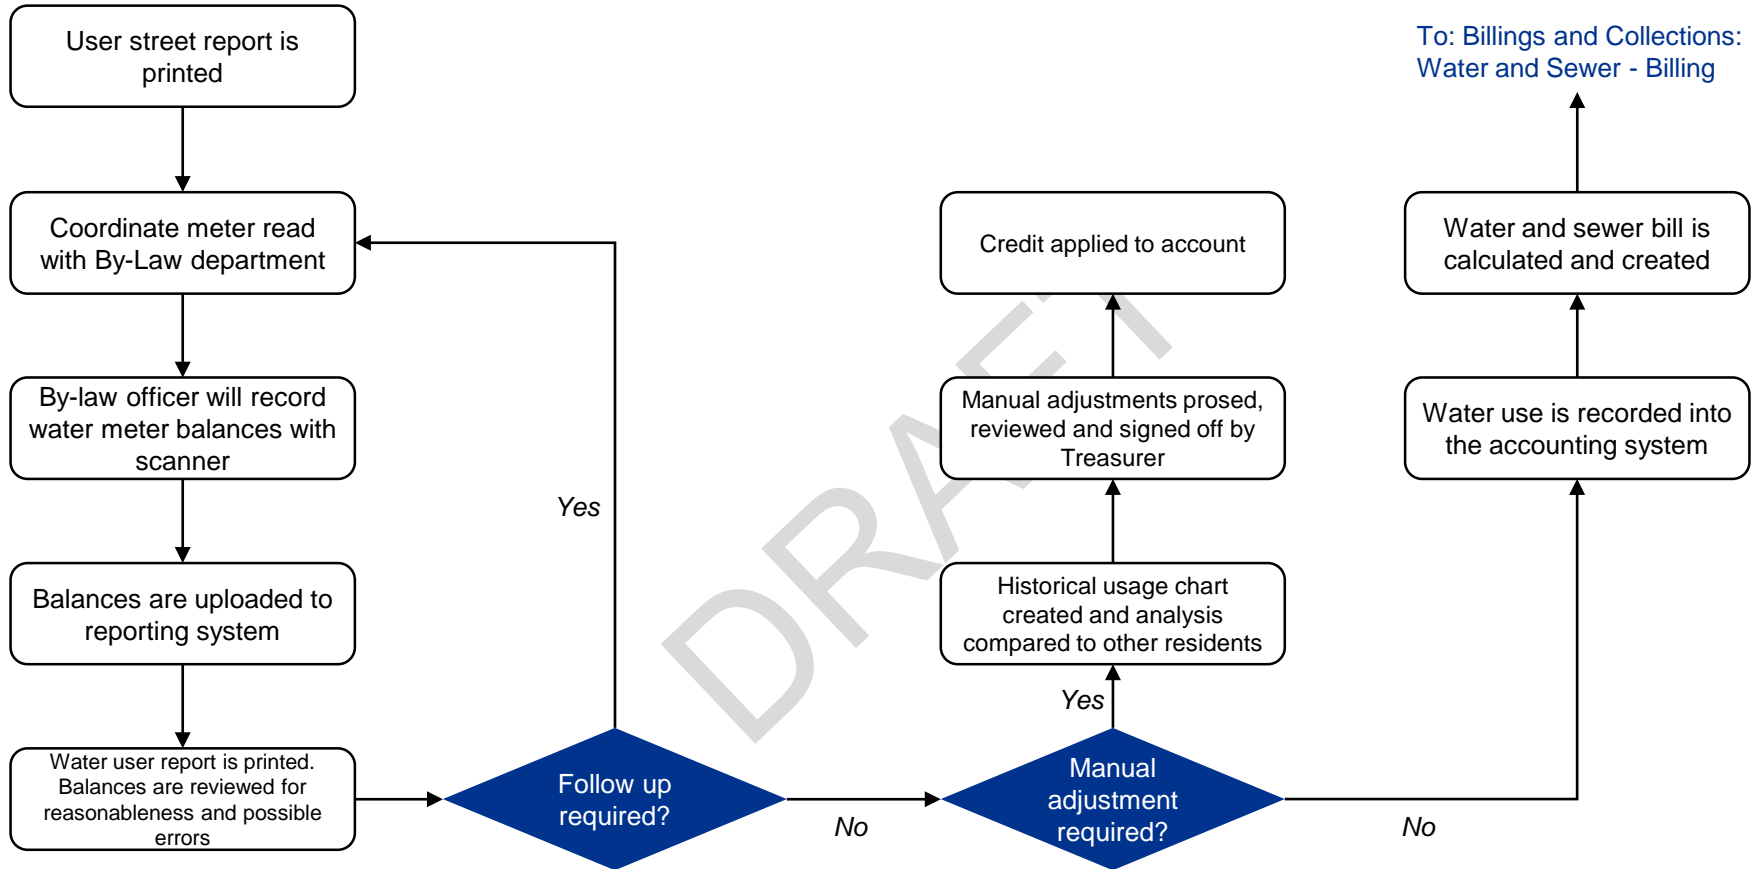 User street report is
printed
Coordinate meter read
with By-Law department
By-law officer will record
water meter balances with
scanner
Balances are uploaded to
reporting system
Water user report is printed.
Balances are reviewed for
reasonableness and possible
errors
Follow up
required?
Yes
No
Manual
adjustment
required?
Yes
No
Historical usage chart
created and analysis
compared to other residents
Manual adjustments prosed,
reviewed and signed off by
Treasurer
Credit applied to account
Water use is recorded into
the accounting system
Water and sewer bill is
calculated and created
To: Billings and Collections:
Water and Sewer - Billing
DRAFT